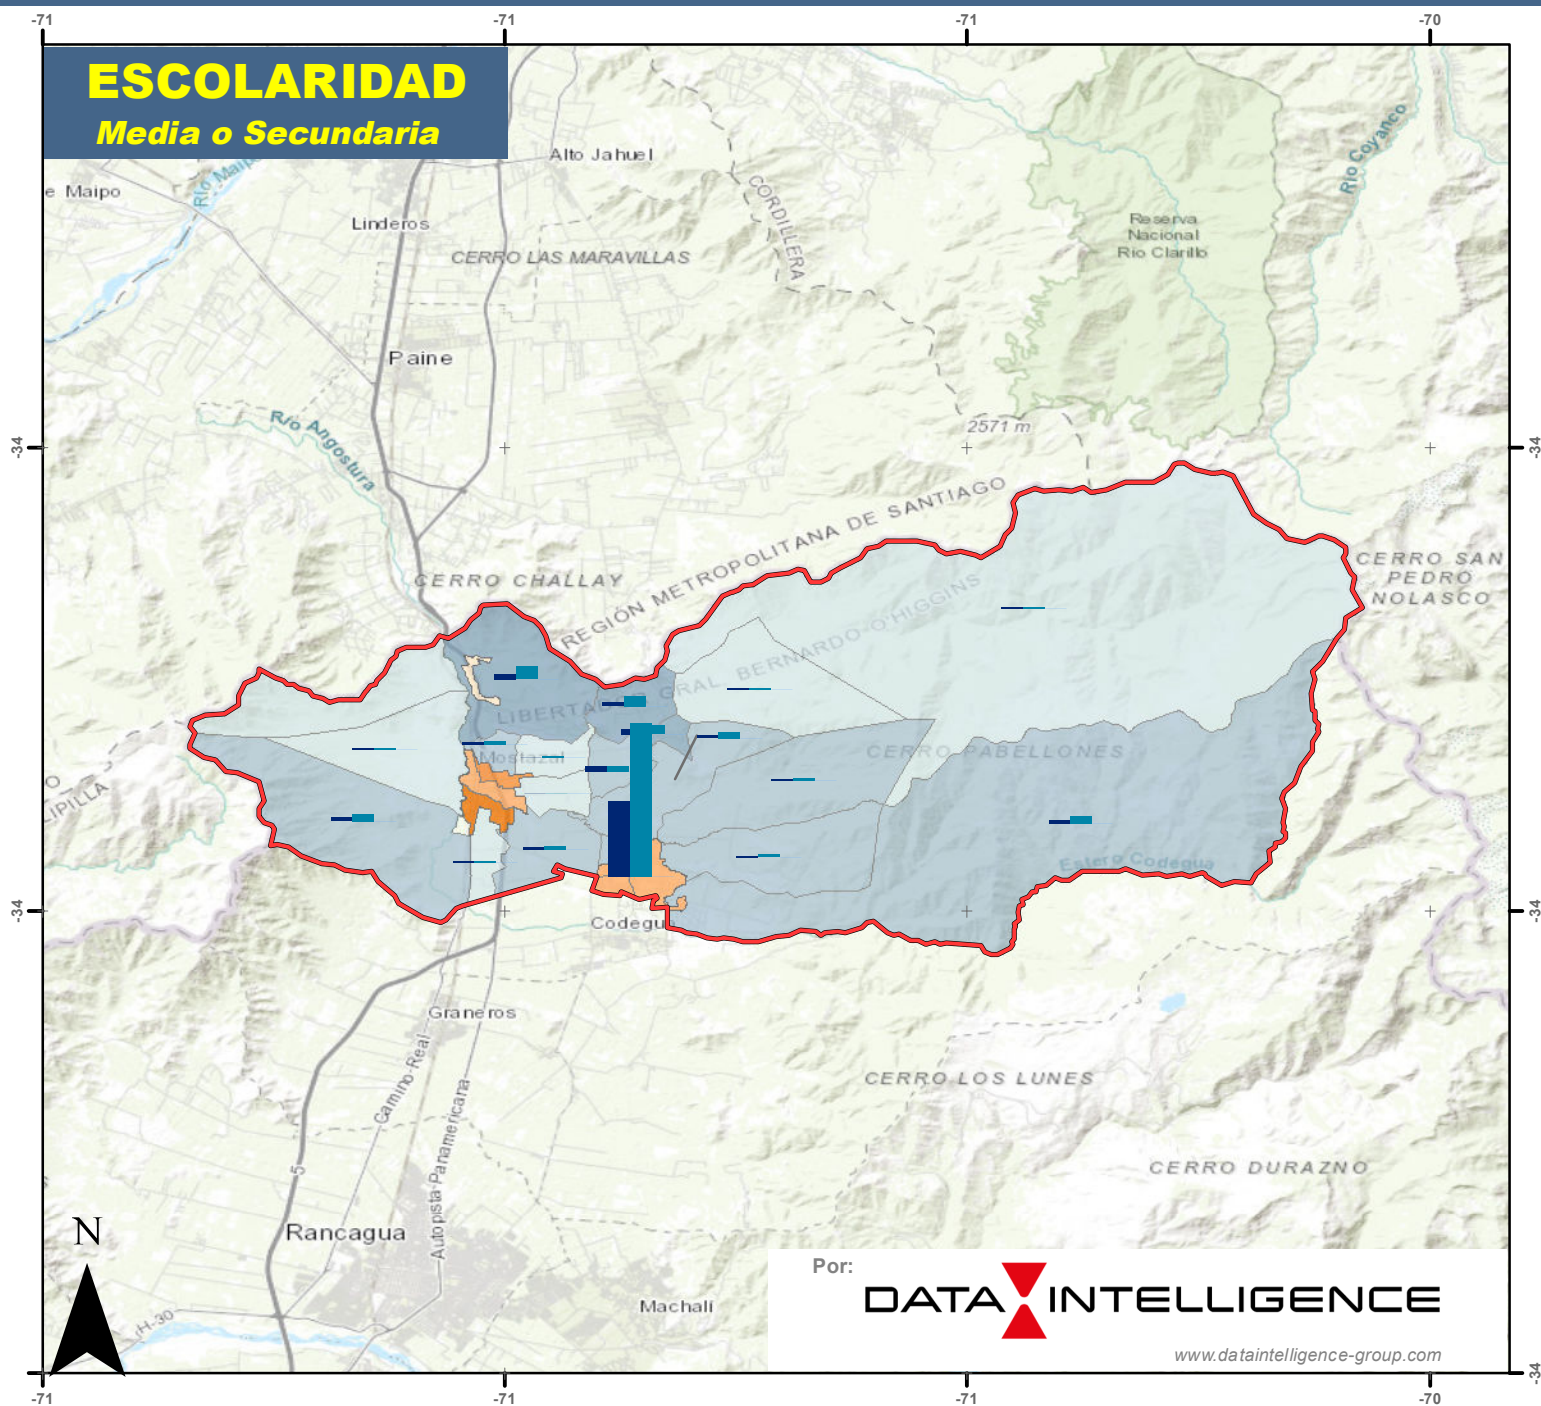 -71
-71
-71
-70
ESCOLARIDAD
Media o Secundaria
Alto Jahuel
e Maipo
Río Maipo
Linderos
CERRO LAS MARAVILLAS
CORDILLERA
Reserva
Nacional
Río Clarillo
Río Coyanco
Paine
Río Angostura
2571 m
-34
-34
REGIÓN METROPOLITANA DE SANTIAGO
CERRO CHALLAY
CERRO SAN
PEDRO
NOLASCO
LIBERTADOR GRAL. BERNARDO O'HIGGINS
Mostazal
CERRO PABELLONES
O
LIPILLA
Estero Codegua
-34
-34
Codegu
Graneros
Camino Real
CERRO LOS LUNES
Autopista Panamericana
5
CERRO DURAZNO
N
Rancagua
Machalí
H-30
Por:
DATA INTELLIGENCE
www.dataintelligence-group.com
-34
-71
-71
-71
-70